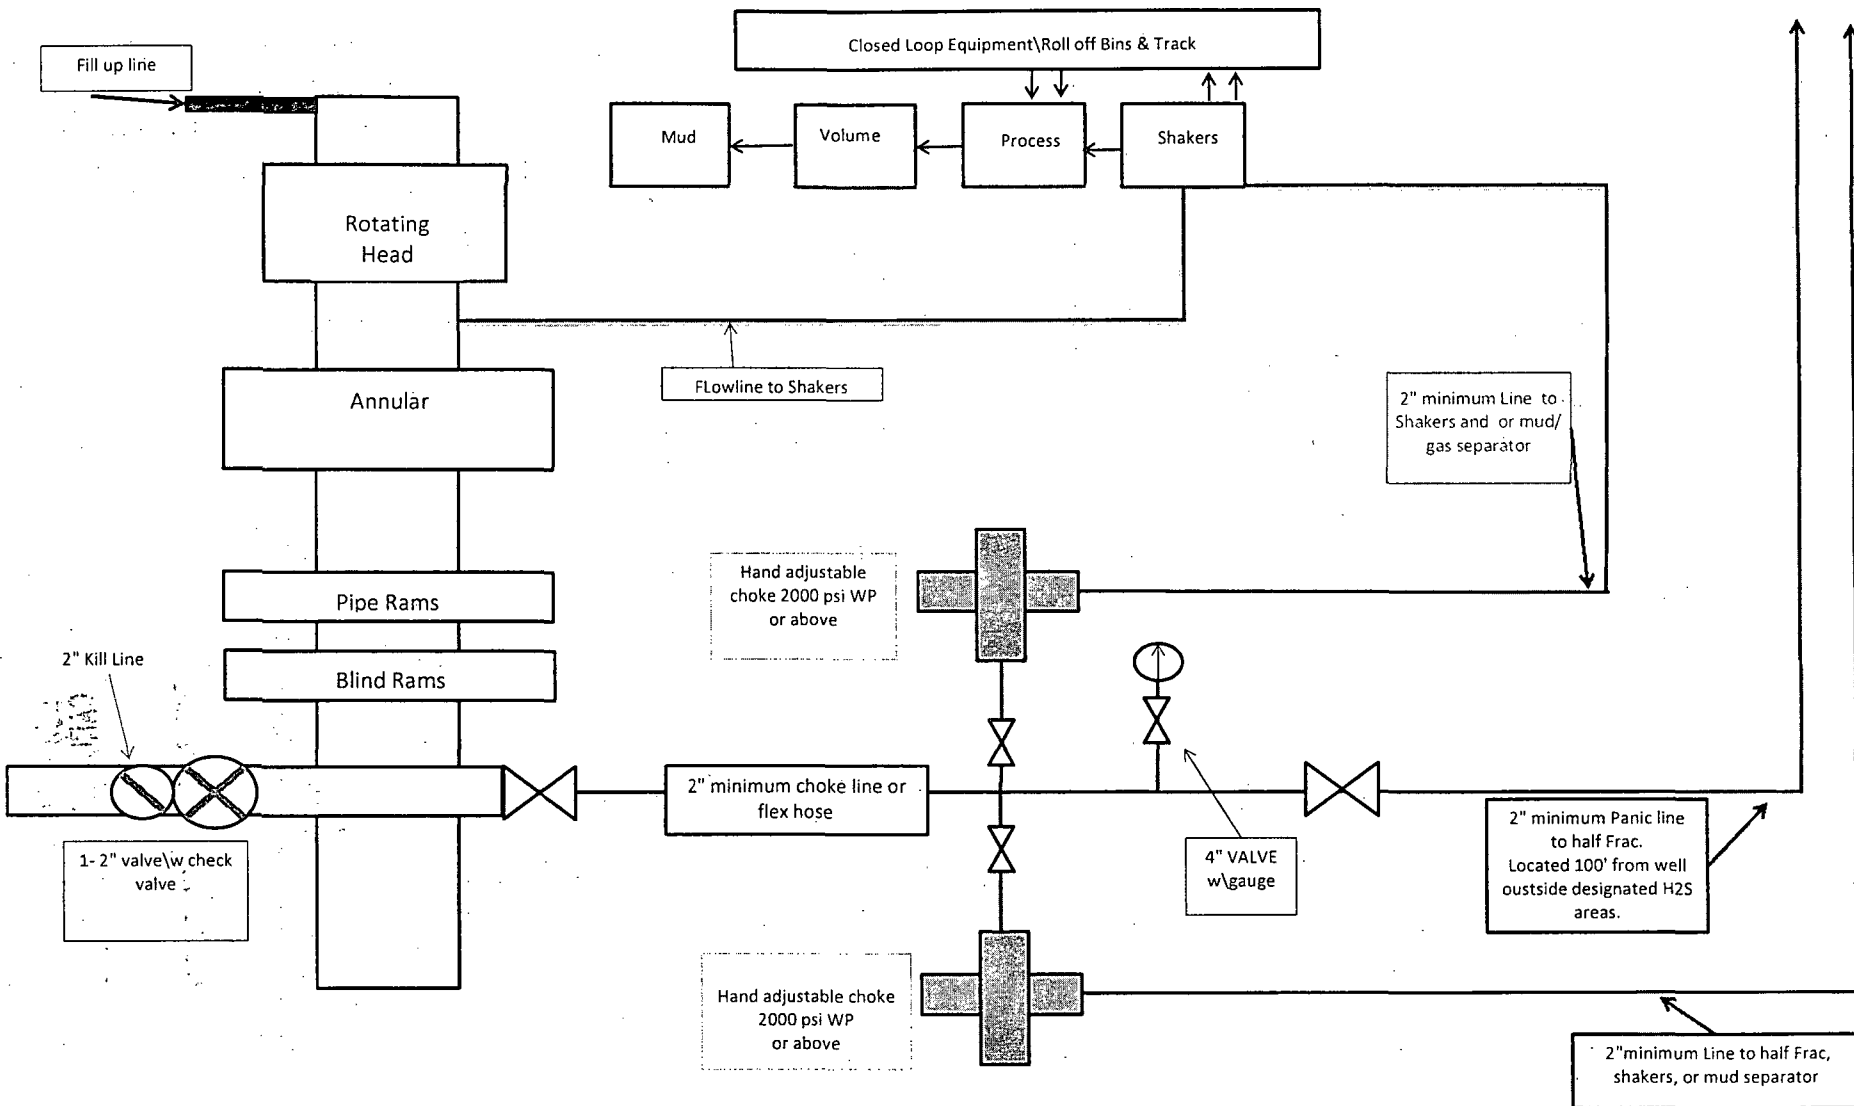 Closed Loop Equipment\Roll off Bins & Track
Fill up line
Mud
Volume
Process
Shakers
Rotating
Head
FLowline to Shakers
Annular
2" minimum Line to
Shakers and or mud/
gas separator
Hand adjustable
choke 2000 psi WP
or above
Pipe Rams
2" Kill Line
Blind Rams
2" minimum choke line or
flex hose
1- 2" valve\w check
valve
4" VALVE
w\gauge
2" minimum Panic line
to half Frac.
Located 100' from well
oustside designated H2S
areas.
Hand adjustable choke
2000 psi WP
or above
2"minimum Line to half Frac,
shakers, or mud separator